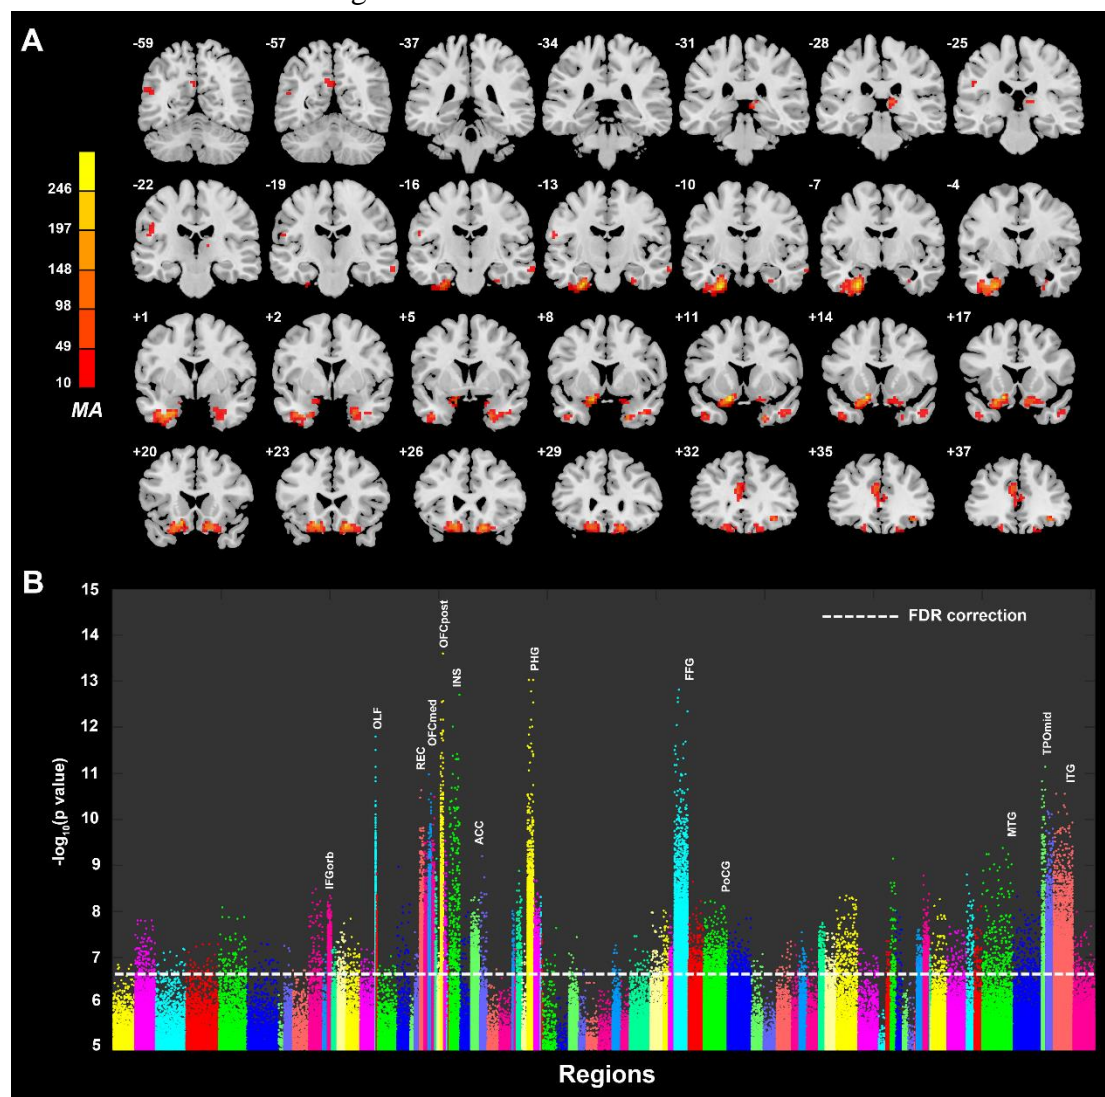 A
-59 -57 -37 -34 -31 -28 -25
-22 -19 -16 -13 -10 -7 -4
+1 +2 +5 +8 +11 +14 +17
+20 +23 +26 +29 +32 +35 +37
246
197
148
98
49
10
MA
B
15
14
13
12
11
10
9
8
7
6
5
-log10(p value)
IFGorb
OLF
REC
OFCmed
OFCpost
INS
ACC
PHG
FFG
PoCG
MTG
TPOmid
ITG
FDR correction
Regions